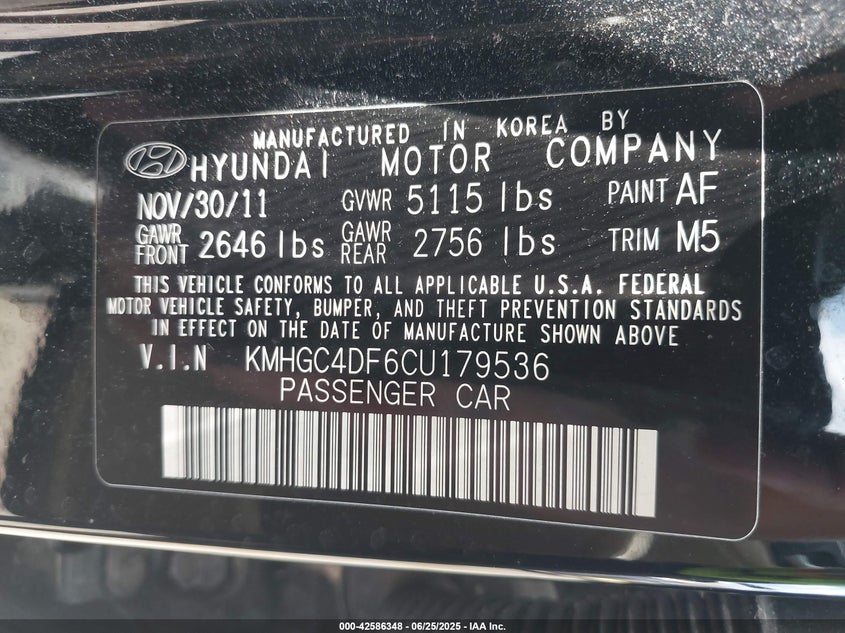 MANUFACTURED IN KOREA BY
HYUNDAI MOTOR COMPANY
NOV/30/11 GVWR 5115 lbs PAINT AF
GAWR FRONT 2646 lbs GAWR REAR 2756 lbs TRIM M5
THIS VEHICLE CONFORMS TO ALL APPLICABLE U.S.A. FEDERAL
MOTOR VEHICLE SAFETY, BUMPER, AND THEFT PREVENTION STANDARDS
IN EFFECT ON THE DATE OF MANUFACTURE SHOWN ABOVE
V.I.N KMHGC4DF6CU179536
PASSENGER CAR
000-42586348 - 06/25/2025 - IAA Inc.